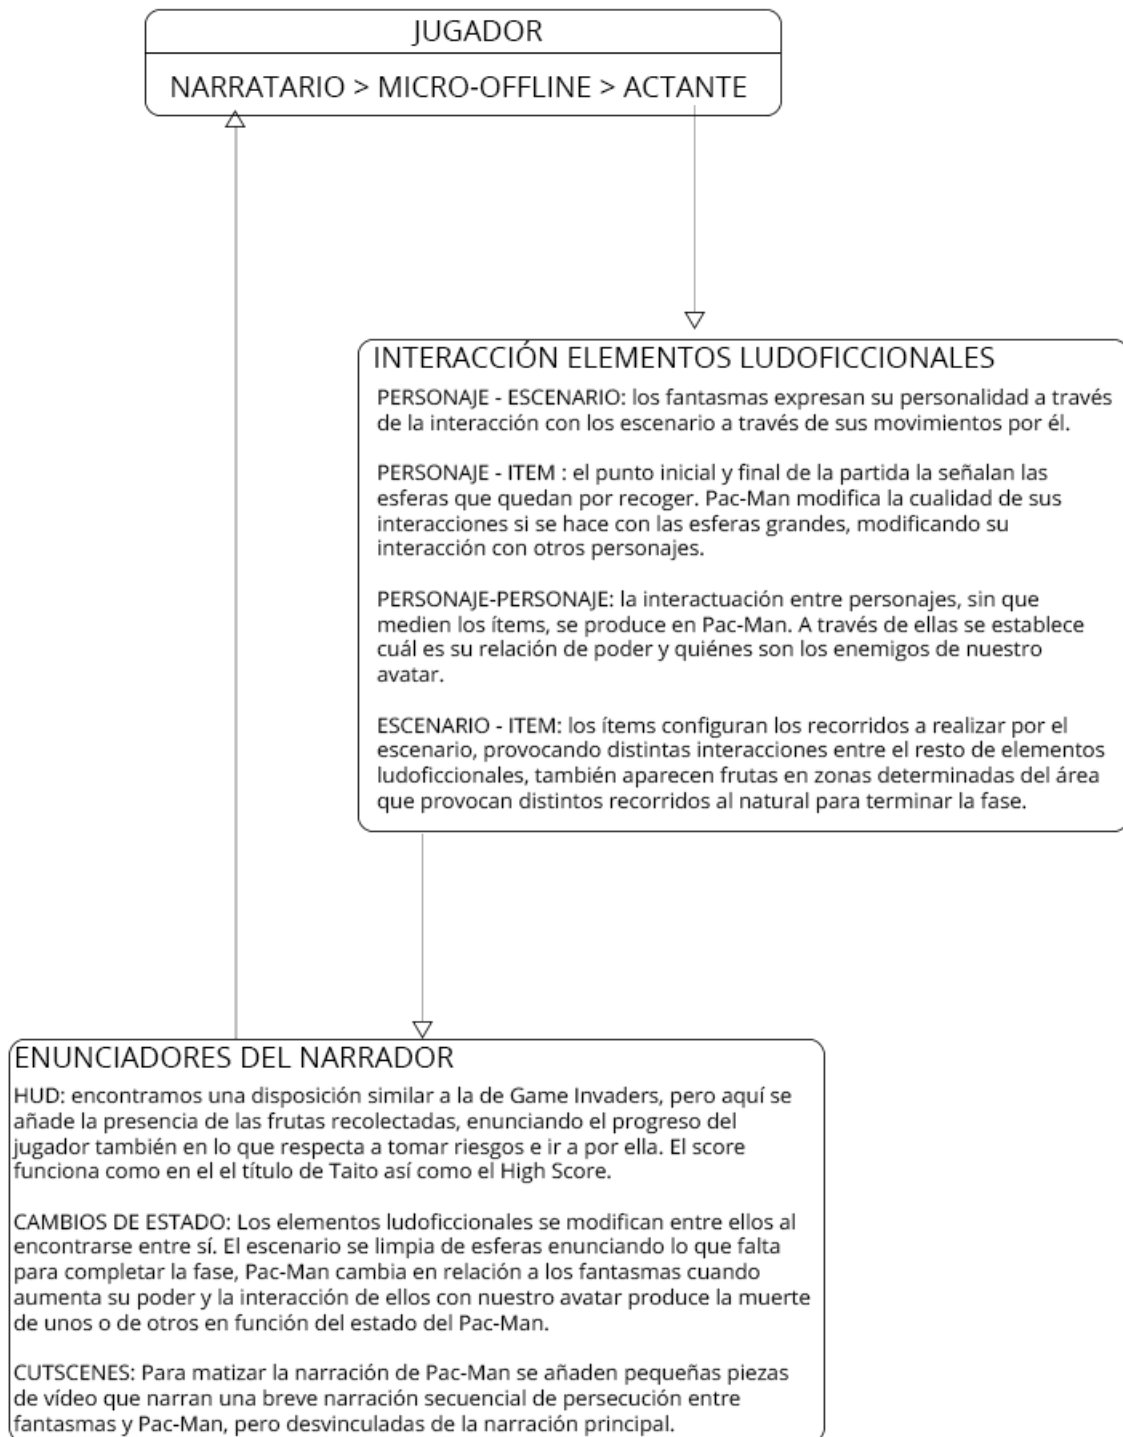 JUGADOR
NARRATARIO > MICRO-OFFLINE > ACTANTE
INTERACCIÓN ELEMENTOS LUDOFICCIONALES
PERSONAJE - ESCENARIO: los fantasmas expresan su personalidad a través
de la interacción con los escenario a través de sus movimientos por él.
PERSONAJE - ITEM : el punto inicial y final de la partida la señalan las
esferas que quedan por recoger. Pac-Man modifica la cualidad de sus
interacciones si se hace con las esferas grandes, modificando su
interacción con otros personajes.
PERSONAJE-PERSONAJE: la interactuación entre personajes, sin que
medien los ítems, se produce en Pac-Man. A través de ellas se establece
cuál es su relación de poder y quiénes son los enemigos de nuestro
avatar.
ESCENARIO - ITEM: los ítems configuran los recorridos a realizar por el
escenario, provocando distintas interacciones entre el resto de elementos
ludoficcionales, también aparecen frutas en zonas determinadas del área
que provocan distintos recorridos al natural para terminar la fase.
ENUNCIADORES DEL NARRADOR
HUD: encontramos una disposición similar a la de Game Invaders, pero aquí se
añade la presencia de las frutas recolectadas, enunciando el progreso del
jugador también en lo que respecta a tomar riesgos e ir a por ella. El score
funciona como en el el título de Taito así como el High Score.
CAMBIOS DE ESTADO: Los elementos ludoficcionales se modifican entre ellos al
encontrarse entre sí. El escenario se limpia de esferas enunciando lo que falta
para completar la fase, Pac-Man cambia en relación a los fantasmas cuando
aumenta su poder y la interacción de ellos con nuestro avatar produce la muerte
de unos o de otros en función del estado del Pac-Man.
CUTSCENES: Para matizar la narración de Pac-Man se añaden pequeñas piezas
de vídeo que narran una breve narración secuencial de persecución entre
fantasmas y Pac-Man, pero desvinculadas de la narración principal.